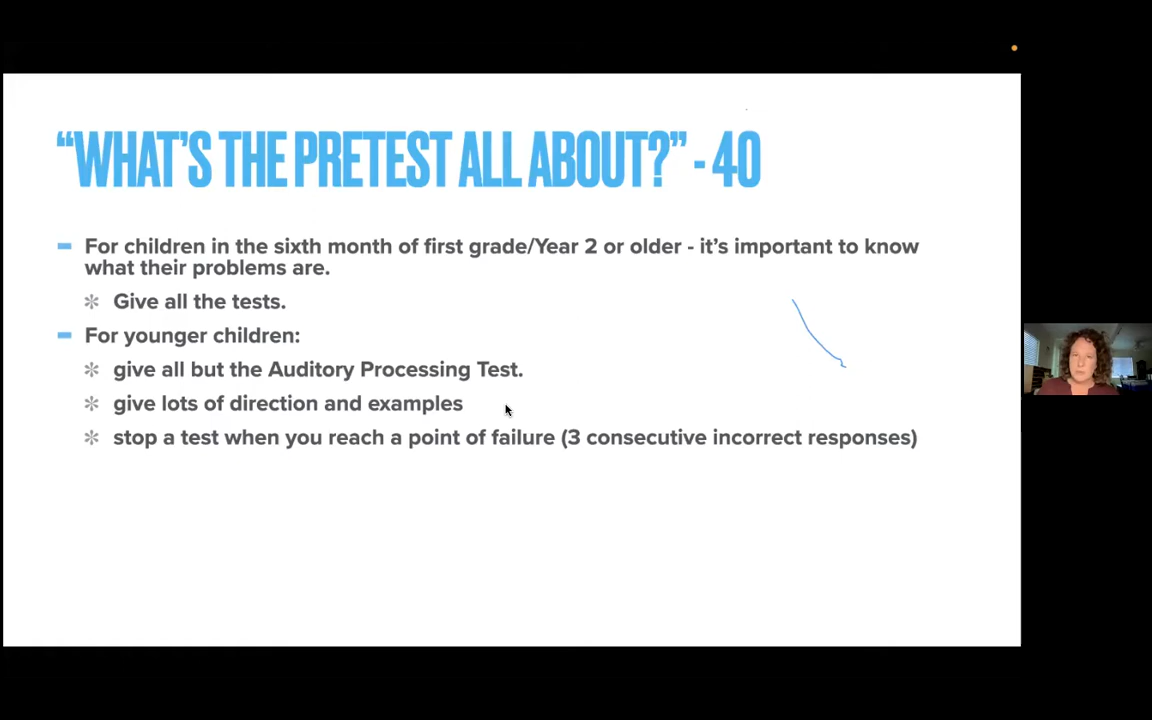 “WHAT’S THE PRETEST ALL ABOUT?” - 40
For children in the sixth month of first grade/Year 2 or older - it’s important to know
what their problems are.
Give all the tests.
For younger children:
give all but the Auditory Processing Test.
give lots of direction and examples
stop a test when you reach a point of failure (3 consecutive incorrect responses)